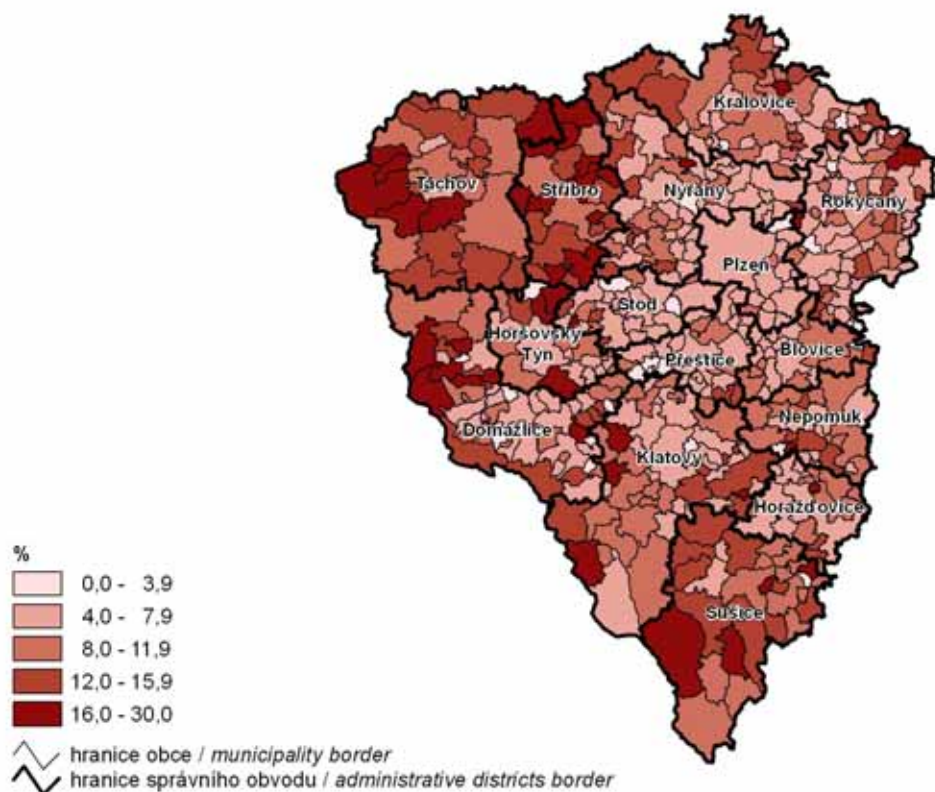 Kralovice
Tachov
Stříbro
Nýřany
Rokycany
Plzeň
Stod
Horšovský
Týn
Přeštice
Blovice
Nepomuk
Domažlice
Klatovy
Horažďovice
Sušice
%
0,0 - 3,9
4,0 - 7,9
8,0 - 11,9
12,0 - 15,9
16,0 - 30,0
hranice obce / municipality border
hranice správního obvodu / administrative districts border